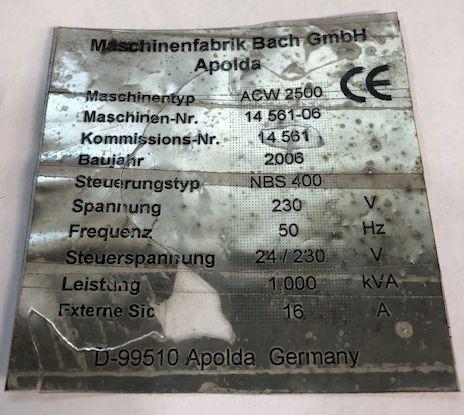 Maschinenfabrik Bach GmbH
Apolda
CE
Maschinentyp ACW 2500
Maschinen-Nr. 14 561-06
Kommissions-Nr. 14 561
Baujahr 2006
Steuerungstyp NBS 400
Spannung 230 V
Frequenz 50 Hz
Steuerspannung 24 / 230 V
Leistung 1,000 kVA
Externe Sic 16 A
D-99510 Apolda Germany